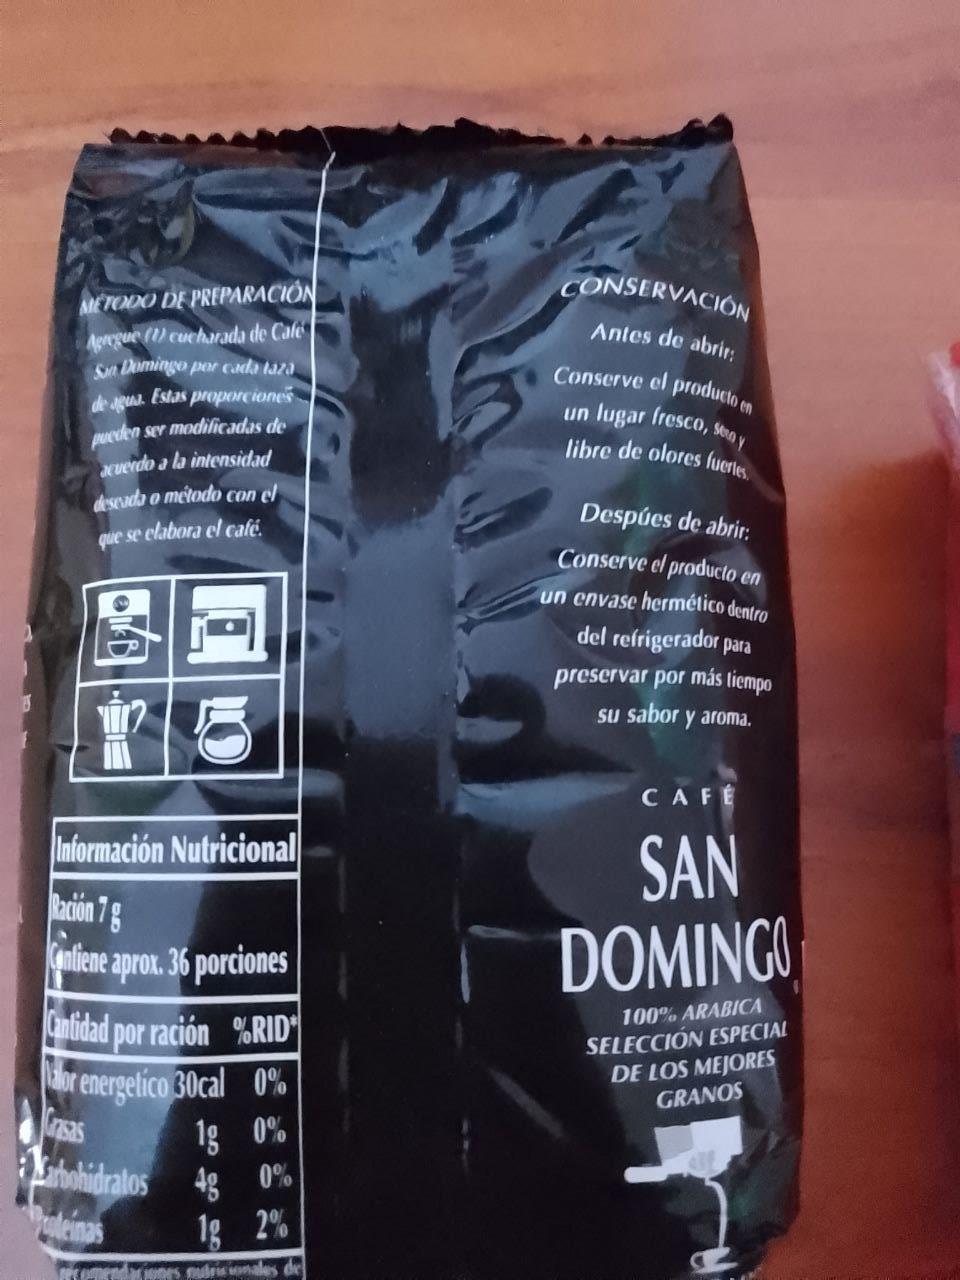 MÉTODO DE PREPARACIÓN
Agregue (1) cucharada de Café
San Domingo por cada taza
de agua. Estas proporciones
pueden ser modificadas de
acuerdo a la intensidad
deseada o método con el
que se elabora el café.
Información Nutricional
Ración 7 g
Contiene aprox. 36 porciones
Cantidad por ración %RID*
Valor energetico 30cal 0%
Grasas 1g 0%
Carbohidratos 4g 0%
Proteínas 1g 2%
recomendaciones nutricionales de
CONSERVACIÓN
Antes de abrir:
Conserve el producto en
un lugar fresco, seco y
libre de olores fuertes.
Despúes de abrir:
Conserve el producto en
un envase hermético dentro
del refrigerador para
preservar por más tiempo
su sabor y aroma.
CAFÉ
SAN
DOMINGO
100% ARABICA
SELECCIÓN ESPECIAL
DE LOS MEJORES
GRANOS